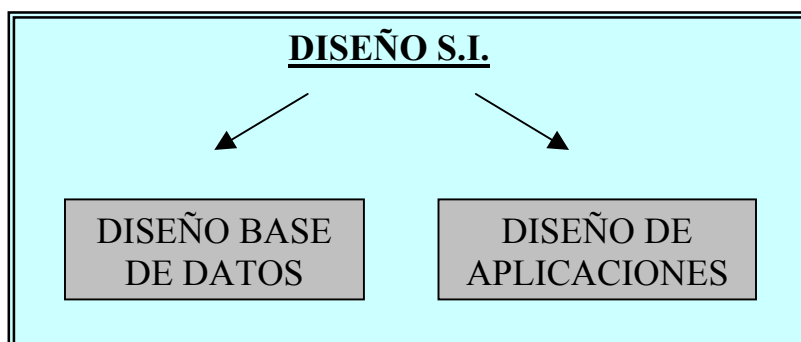 DISEÑO S.I.
DISEÑO BASE
DE DATOS
DISEÑO DE
APLICACIONES